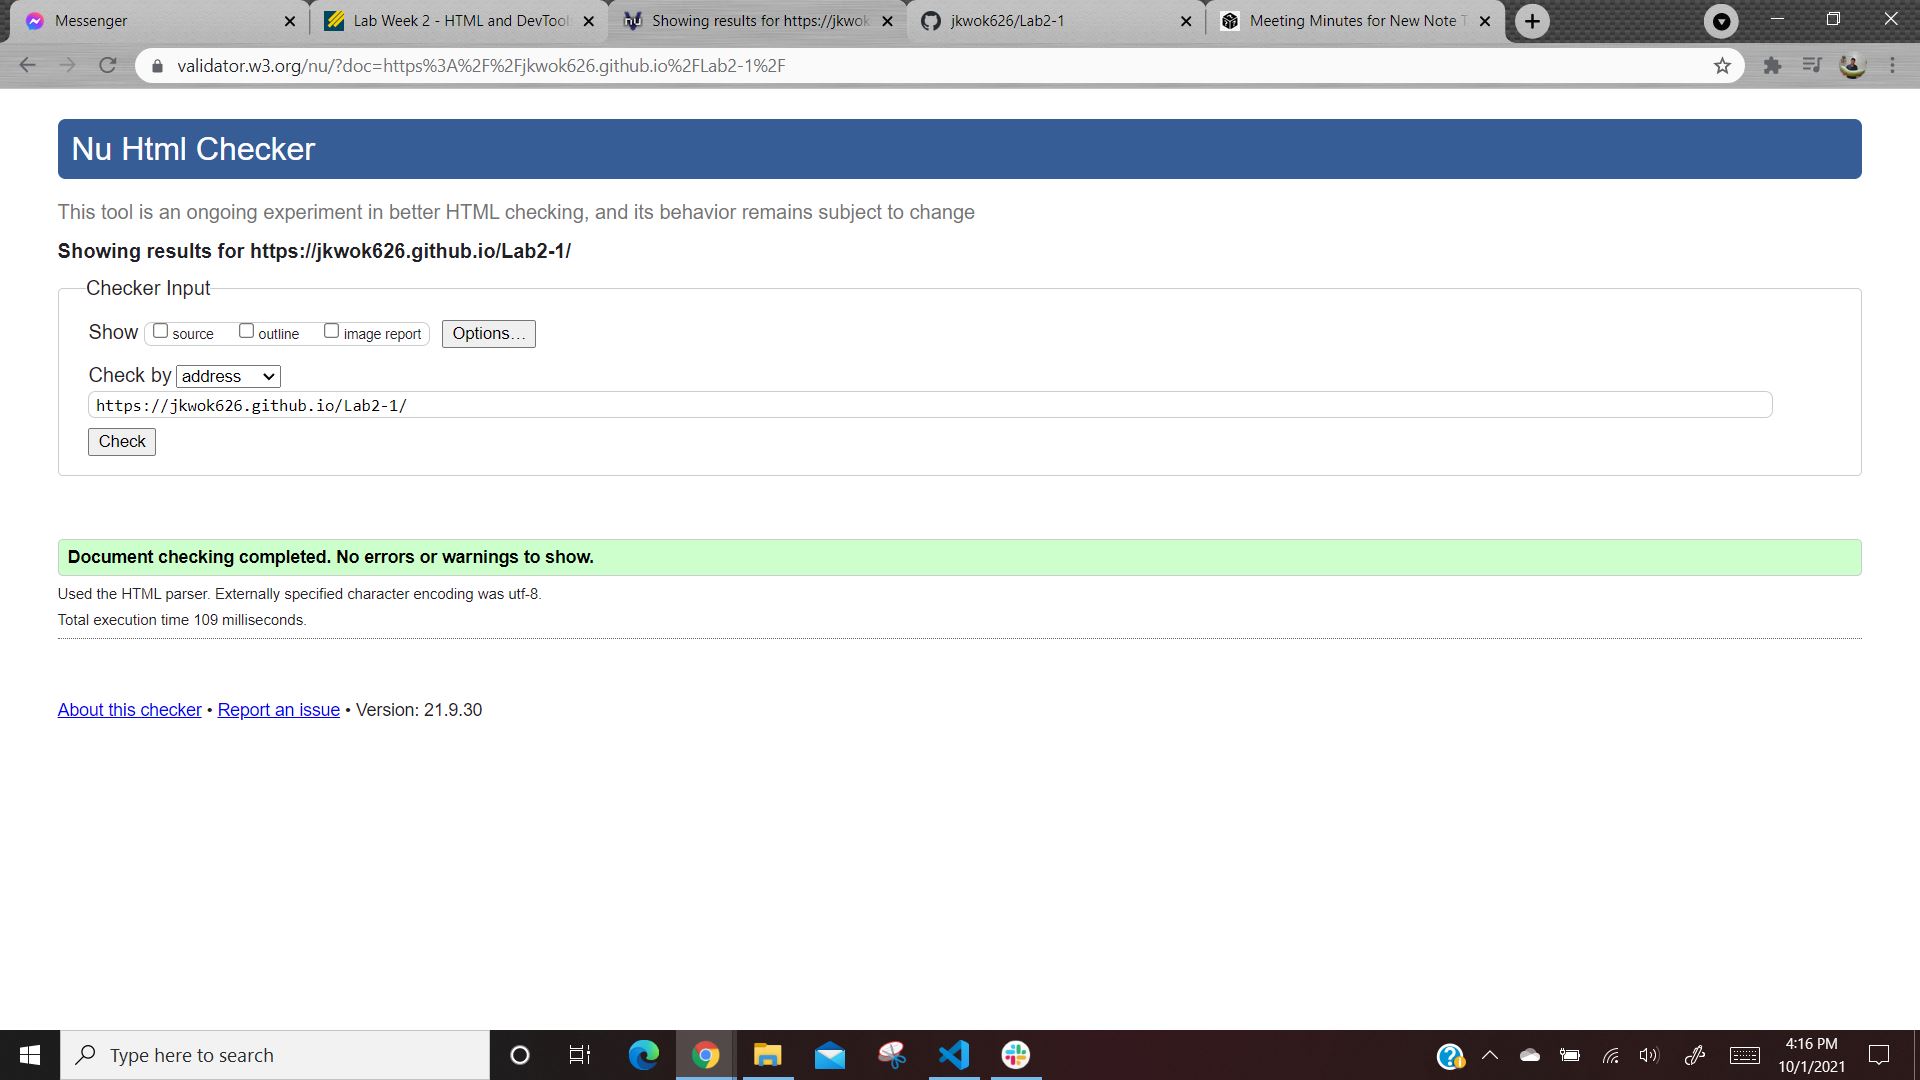 Messenger
Lab Week 2 - HTML and DevTool
Showing results for https://jkwok
jkwok626/Lab2-1
Meeting Minutes for New Note T
validator.w3.org/nu/?doc=https%3A%2F%2Fjkwok626.github.io%2FLab2-1%2F
Nu Html Checker
This tool is an ongoing experiment in better HTML checking, and its behavior remains subject to change
Showing results for https://jkwok626.github.io/Lab2-1/
Checker Input
Show source outline image report Options…
Check by address
https://jkwok626.github.io/Lab2-1/
Check
Document checking completed. No errors or warnings to show.
Used the HTML parser. Externally specified character encoding was utf-8.
Total execution time 109 milliseconds.
About this checker • Report an issue • Version: 21.9.30
Type here to search
4:16 PM
10/1/2021